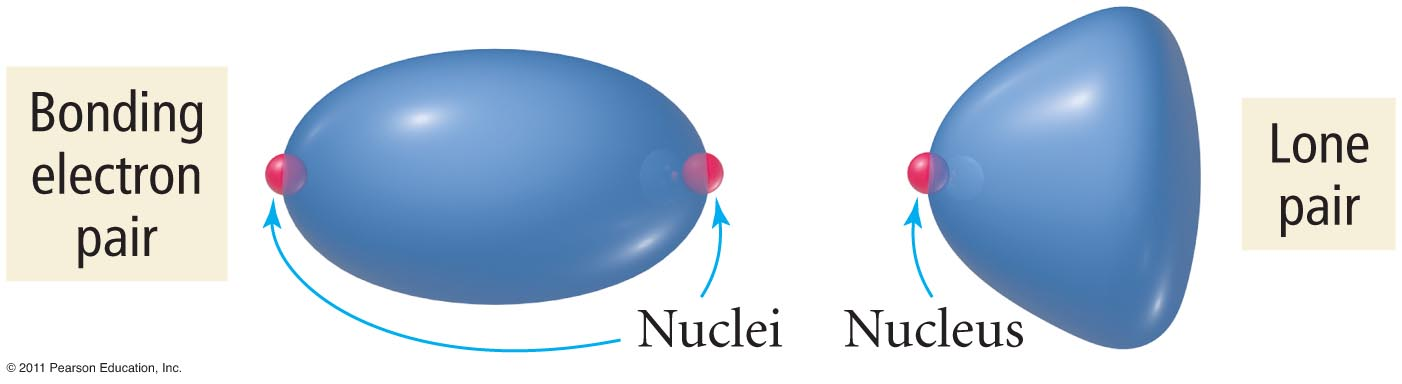 Bonding
electron
pair
Lone
pair
Nuclei
Nucleus
© 2011 Pearson Education, Inc.